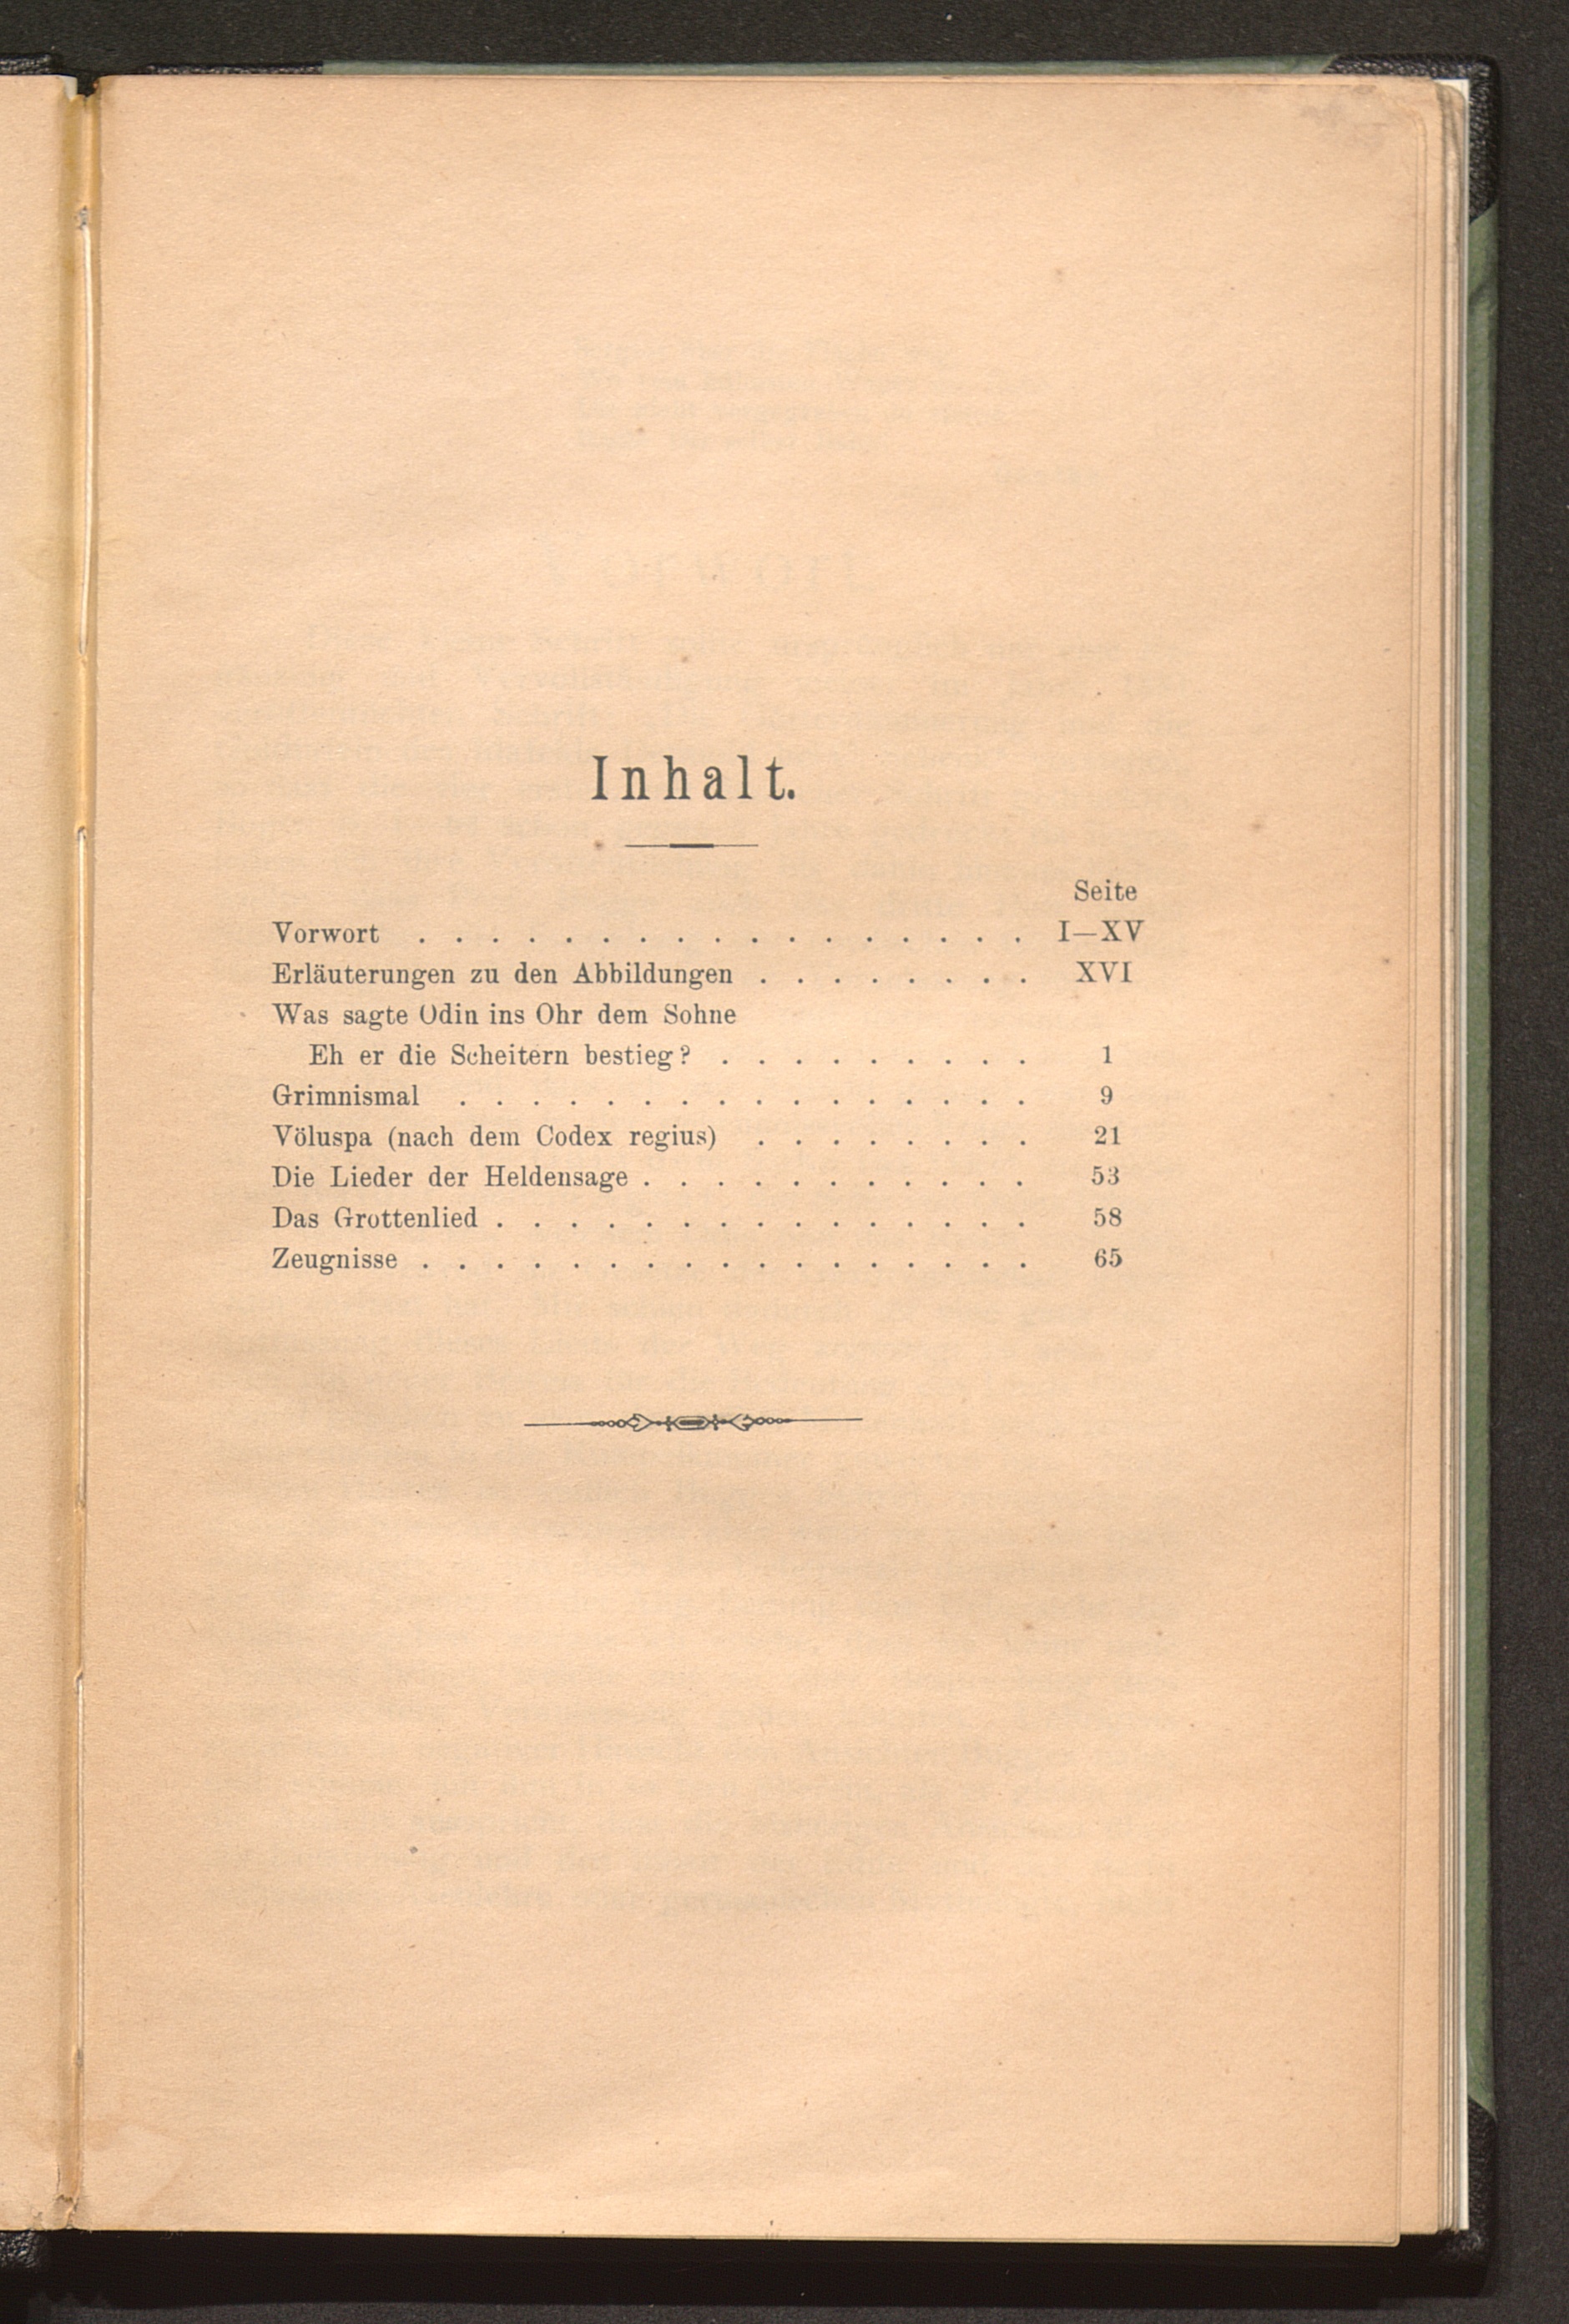 Inhalt.
Seite
Vorwort . . . . . . . . . . . . . . . . . I—XV
Erläuterungen zu den Abbildungen . . . . . . . . XVI
Was sagte Odin ins Ohr dem Sohne
Eh er die Scheitern bestieg? . . . . . . . . . 1
Grimnismal . . . . . . . . . . . . . . . . 9
Völuspa (nach dem Codex regius) . . . . . . . . 21
Die Lieder der Heldensage . . . . . . . . . . . 53
Das Grottenlied . . . . . . . . . . . . . . . 58
Zeugnisse . . . . . . . . . . . . . . . . . 65